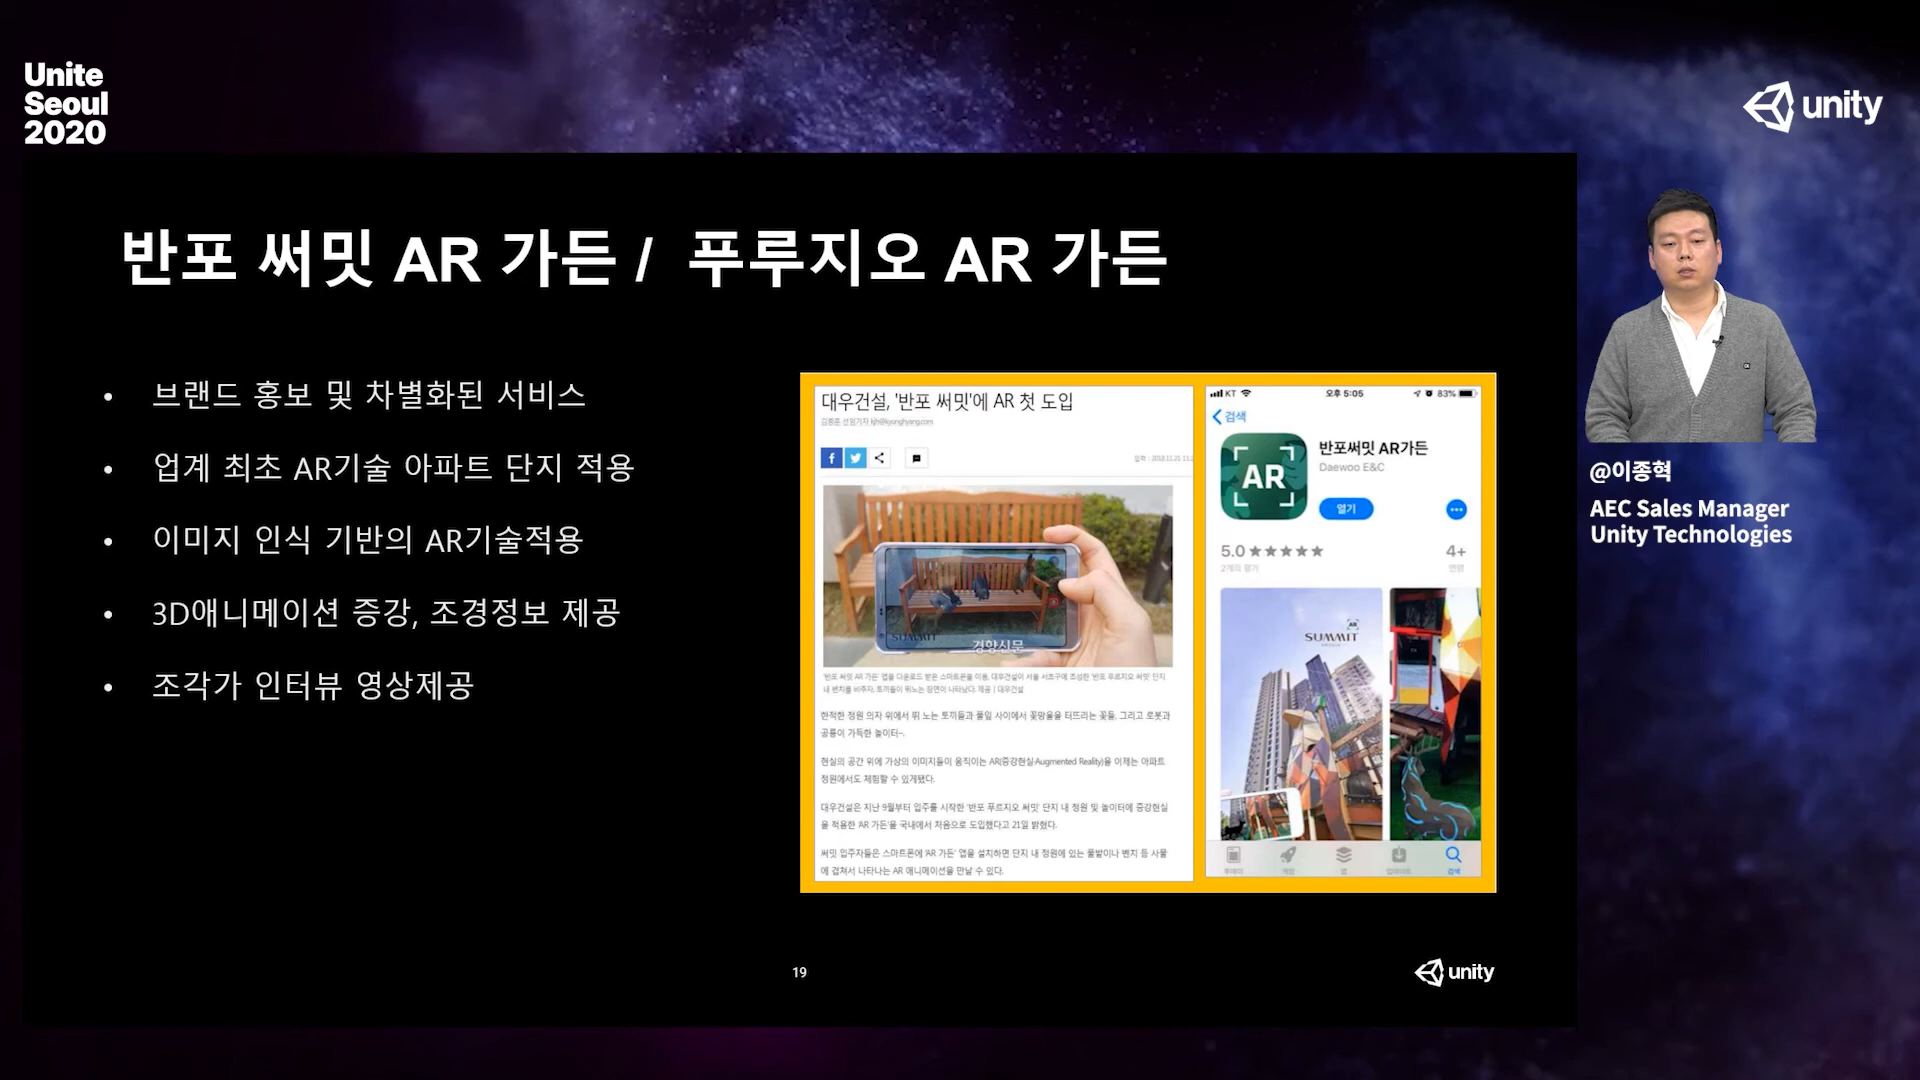 Unite
Seoul
2020
unity
반포 써밋 AR 가든 / 푸루지오 AR 가든
• 브랜드 홍보 및 차별화된 서비스
• 업계 최초 AR기술 아파트 단지 적용
• 이미지 인식 기반의 AR기술적용
• 3D애니메이션 증강, 조경정보 제공
• 조각가 인터뷰 영상제공
대우건설, '반포 써밋'에 AR 첫 도입
SUMMIT
경향신문
'반포 써밋 AR 가든' 앱을 다운로드 받은 스마트폰을 이용, 대우건설이 서울 서초구에 조성한 '반포 푸르지오 써밋' 단지
내 벤치를 비추자, 토끼들이 뛰노는 장면이 나타났다. 제공 | 대우건설
한적한 정원 의자 위에서 뛰 노는 토끼들과 풀잎 사이에서 꽃망울을 터뜨리는 꽃들, 그리고 로봇과
공룡이 가득한 놀이터~.
현실의 공간 위에 가상의 이미지들이 움직이는 AR(증강현실·Augmented Reality)을 이제는 아파트
정원에서도 체험할 수 있게됐다.
대우건설은 지난 9월부터 입주를 시작한 '반포 푸르지오 써밋' 단지 내 정원 및 놀이터에 증강현실
을 적용한 'AR 가든'을 국내에서 처음으로 도입했다고 21일 밝혔다.
써밋 입주자들은 스마트폰에 'AR 가든' 앱을 설치하면 단지 내 정원에 있는 풀밭이나 벤치 등 사물
에 겹쳐서 나타나는 AR 애니메이션을 만날 수 있다.
KT 오후 5:05 83%
검색
AR
반포써밋 AR가든
Daewoo E&C
열기
5.0 ★★★★★ 4+
2개의 평가 연령
AR
SUMMIT
투데이 게임 앱 업데이트 검색
19
unity
@이종혁
AEC Sales Manager
Unity Technologies